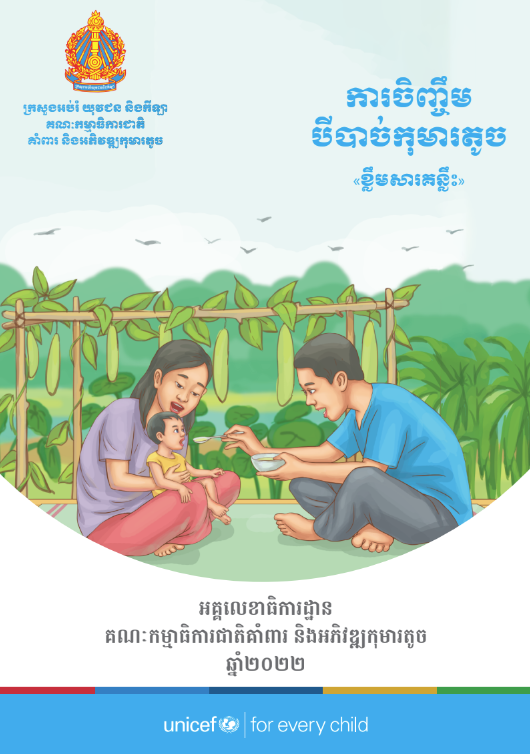 ក្រសួងអប់រំ យុវជន និងកីឡា
គណៈកម្មាធិការជាតិ
គាំពារ និងអភិវឌ្ឍកុមារតូច
ការចិញ្ចឹម
បីបាច់កុមារតូច
«ខ្លឹមសារគន្លឹះ»
អគ្គលេខាធិការដ្ឋាន
គណៈកម្មាធិការជាតិគាំពារ និងអភិវឌ្ឍកុមារតូច
ឆ្នាំ២០២២
unicef for every child